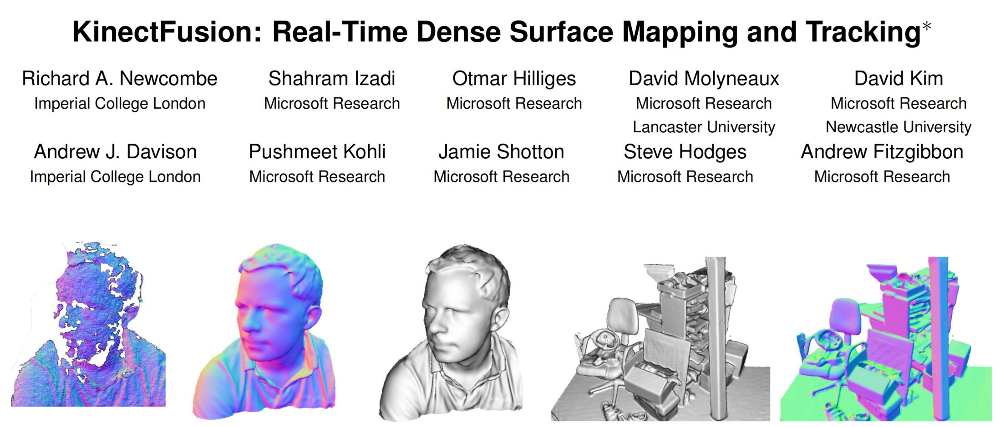 KinectFusion: Real-Time Dense Surface Mapping and Tracking*
Richard A. Newcombe Shahram Izadi Otmar Hilliges David Molyneaux David Kim
Imperial College London Microsoft Research Microsoft Research Microsoft Research Microsoft Research
Lancaster University Newcastle University
Andrew J. Davison Pushmeet Kohli Jamie Shotton Steve Hodges Andrew Fitzgibbon
Imperial College London Microsoft Research Microsoft Research Microsoft Research Microsoft Research